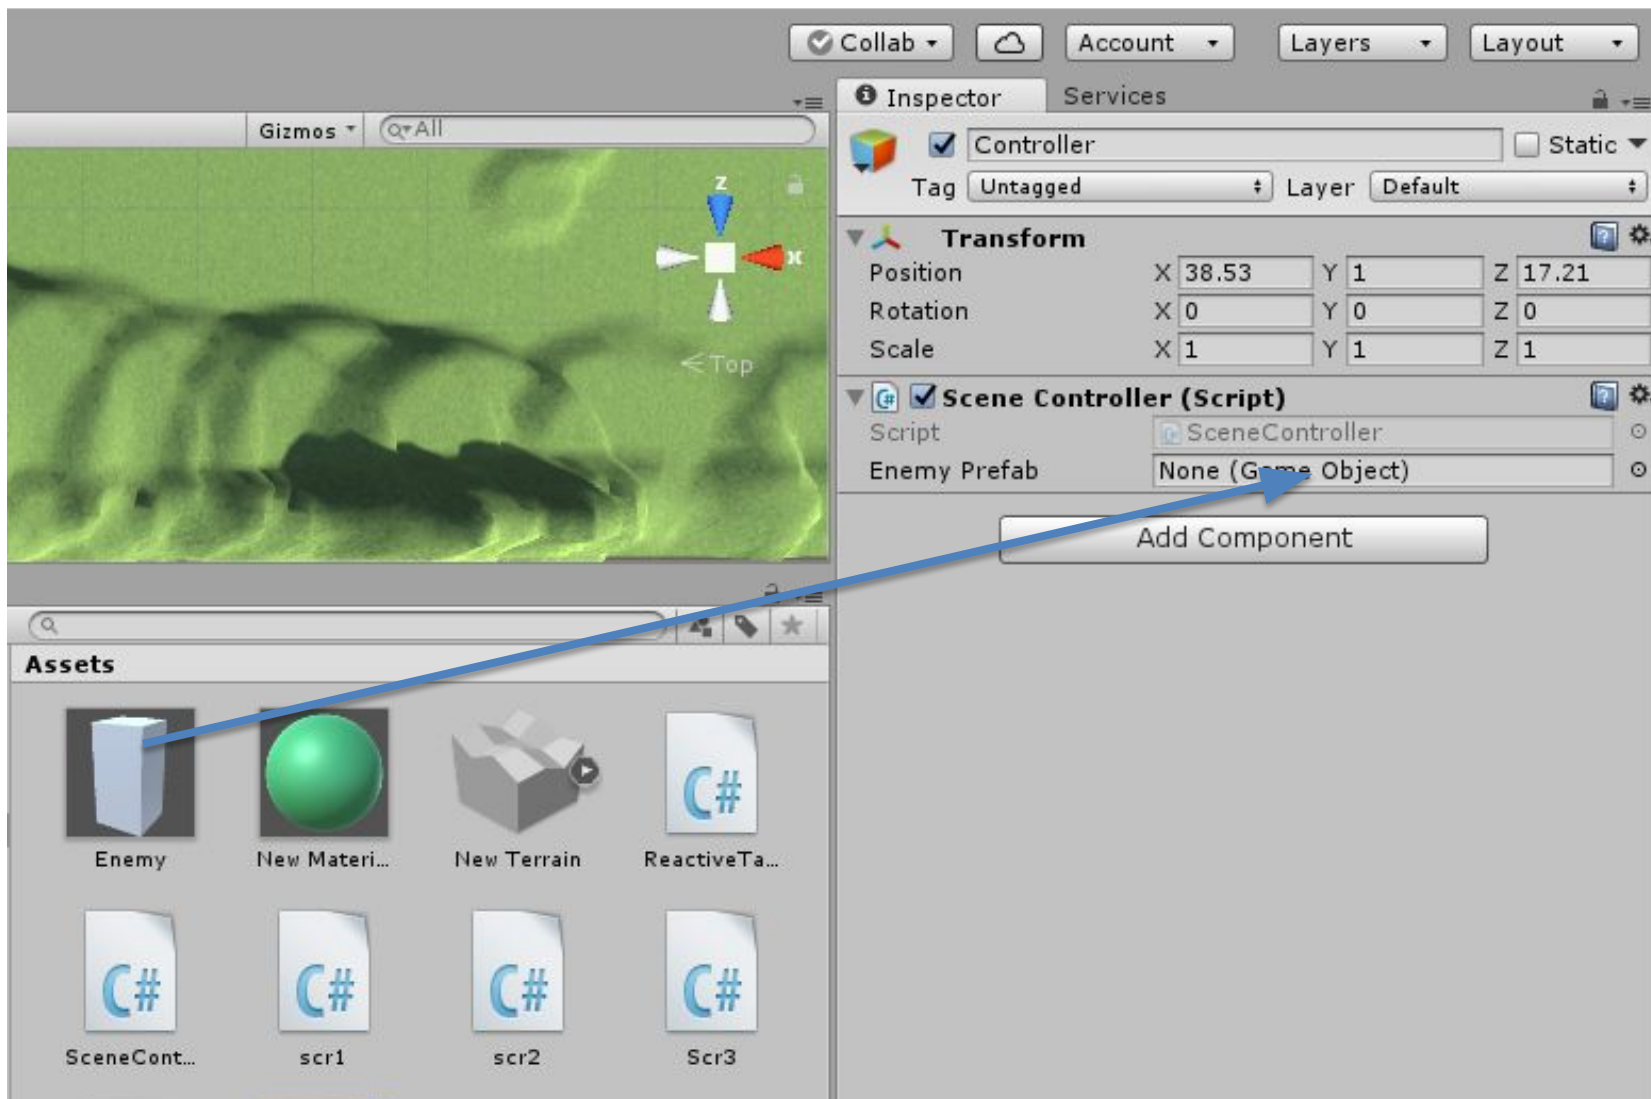 Collab
Account
Layers
Layout
Inspector
Services
Gizmos
All
Controller
Static
Tag
Untagged
Layer
Default
z
x
Top
Transform
Position X 38.53 Y 1 Z 17.21
Rotation X 0 Y 0 Z 0
Scale X 1 Y 1 Z 1
C# Scene Controller (Script)
Script SceneController
Enemy Prefab None (Game Object)
Add Component
Assets
C#
Enemy New Materi... New Terrain ReactiveTa...
C# C# C# C#
SceneCont... scr1 scr2 Scr3